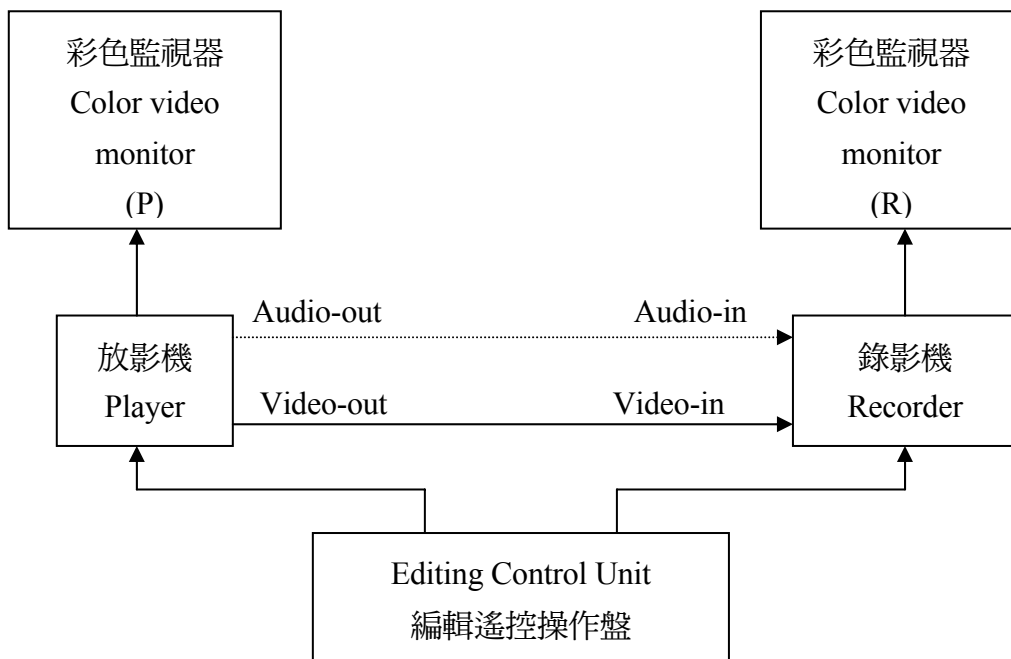 彩色監視器
Color video
monitor
(P)
彩色監視器
Color video
monitor
(R)
Audio-out
Audio-in
放影機
Player
Video-out
Video-in
錄影機
Recorder
Editing Control Unit
編輯遙控操作盤